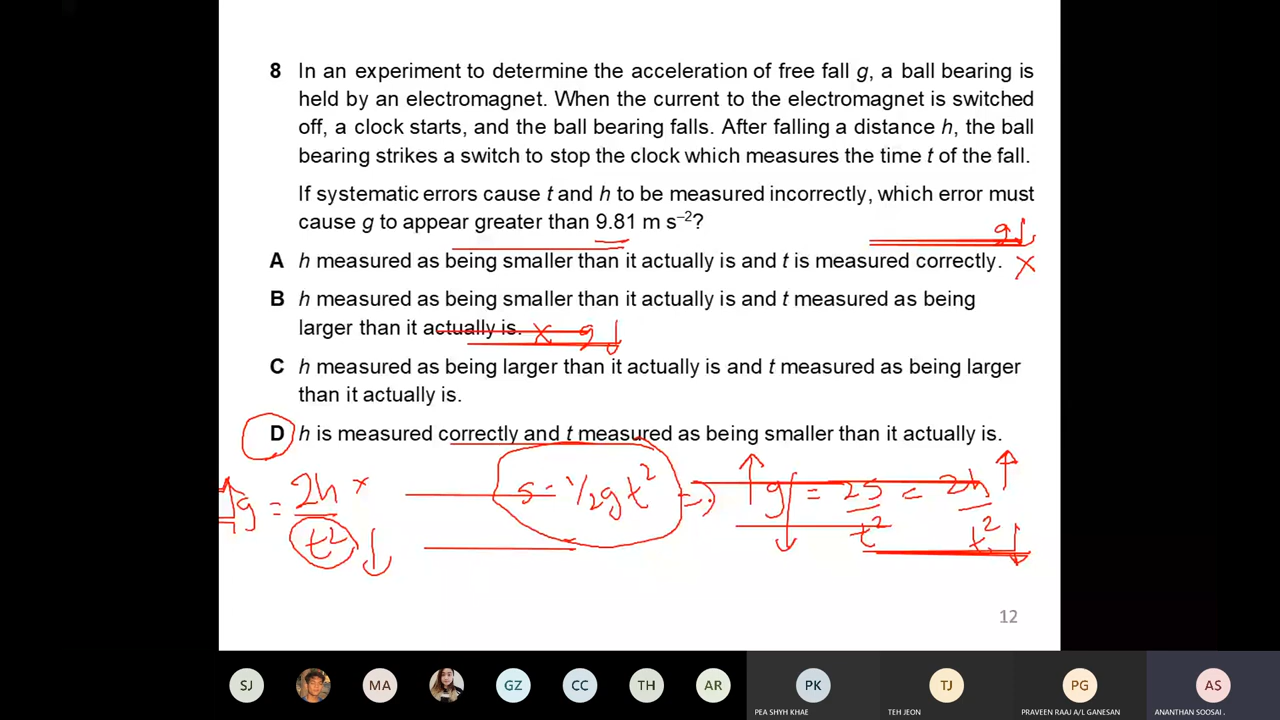 8 In an experiment to determine the acceleration of free fall g, a ball bearing is
held by an electromagnet. When the current to the electromagnet is switched
off, a clock starts, and the ball bearing falls. After falling a distance h, the ball
bearing strikes a switch to stop the clock which measures the time t of the fall.
If systematic errors cause t and h to be measured incorrectly, which error must
cause g to appear greater than 9.81 m s⁻²?
g↓
A h measured as being smaller than it actually is and t is measured correctly. X
B h measured as being smaller than it actually is and t measured as being
larger than it actually is. x g↓
C h measured as being larger than it actually is and t measured as being larger
than it actually is.
D h is measured correctly and t measured as being smaller than it actually is.
↑g = 2h x / t² ↓
s = 1/2 g t² => ↑g↓ = 2s / t² = 2h↑ / t²↓
12
SJ MA GZ CC TH AR PK TJ PG AS
PEA SHYH KHAE TEH JEON PRAVEEN RAAJ A/L GANESAN ANANTHAN SOOSAI .